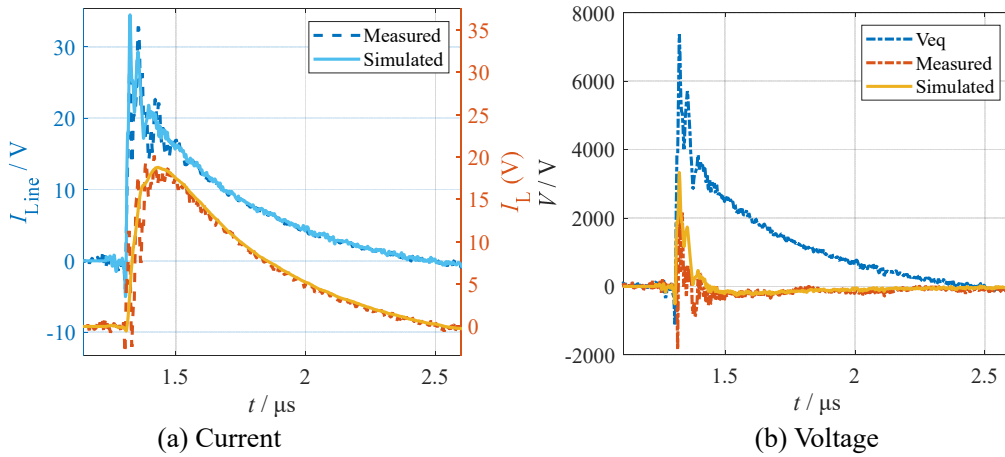 30
20
10
0
-10
I_Line / V
Measured
Simulated
35
30
25
20
15
10
5
0
I_L (V)
1.5
2
2.5
t / μs
(a) Current
8000
6000
4000
2000
0
-2000
V / V
Veq
Measured
Simulated
1.5
2
2.5
t / μs
(b) Voltage